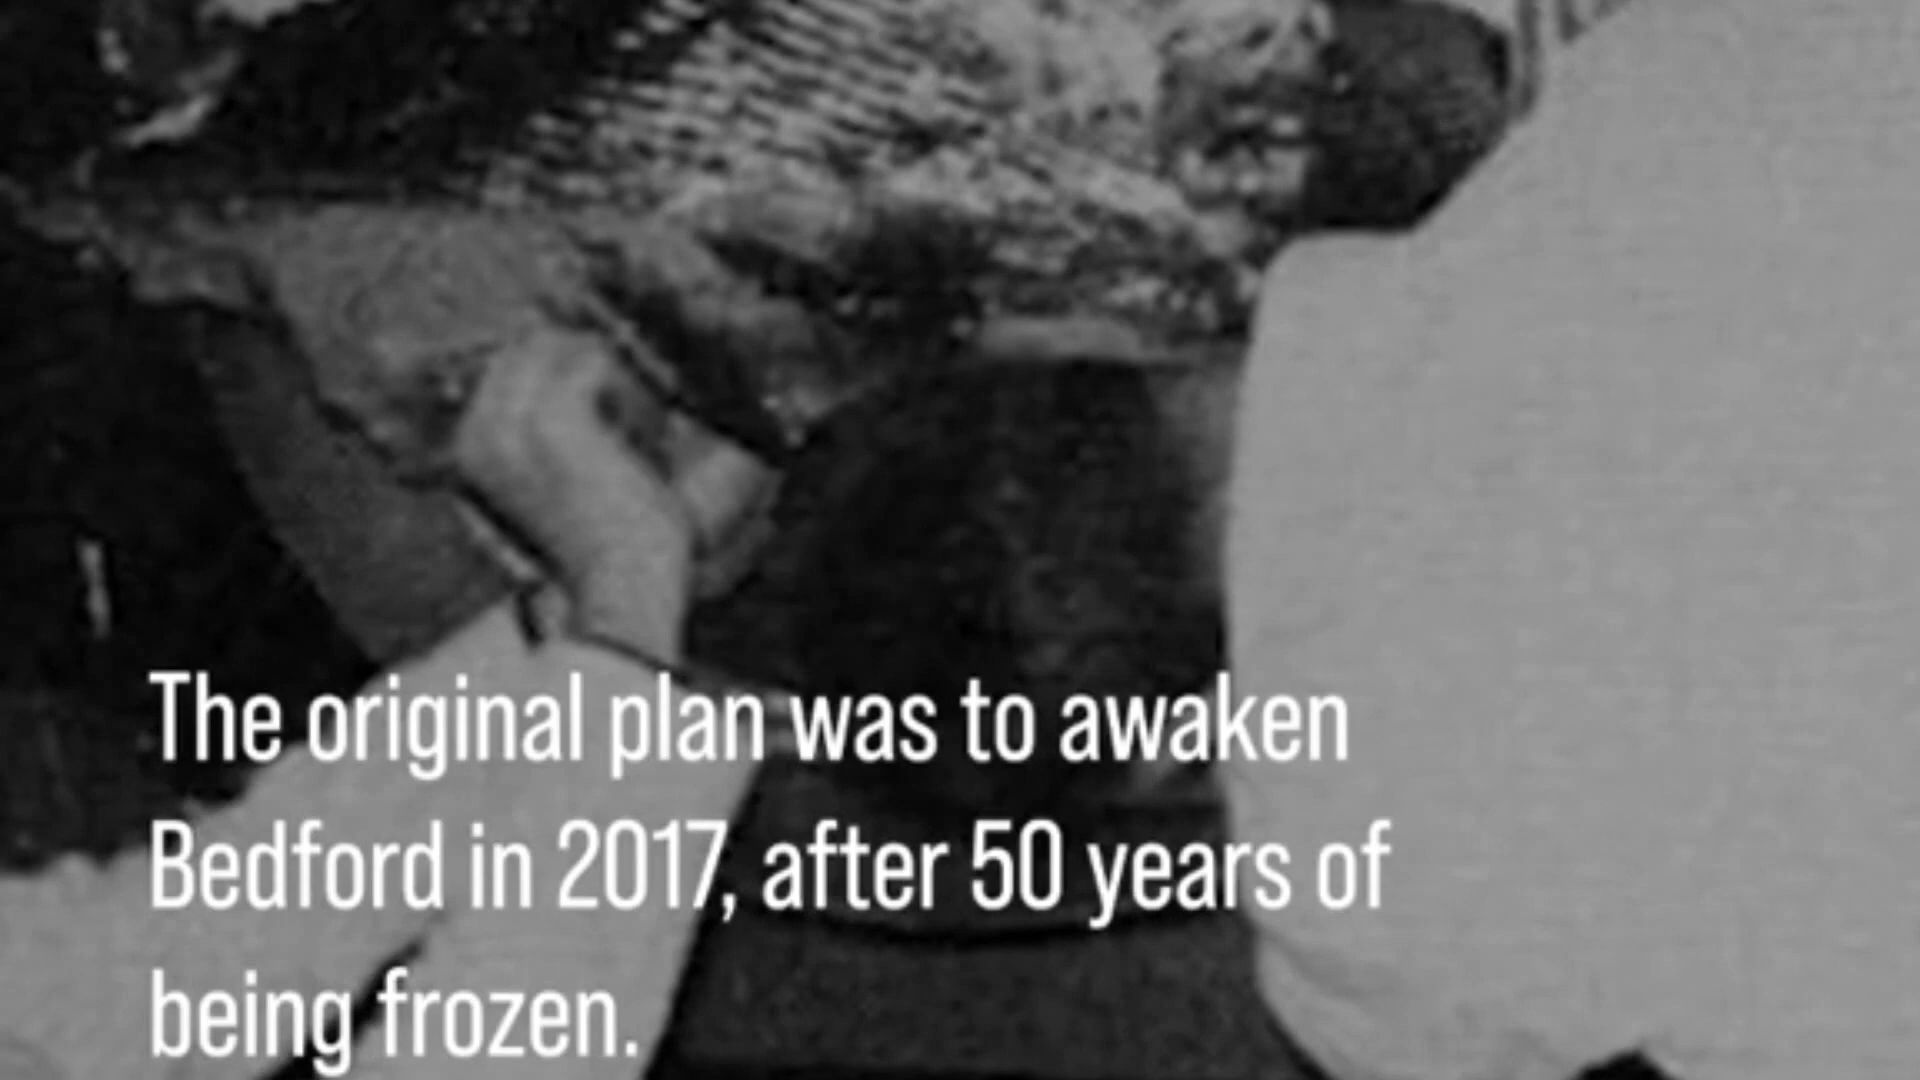 The original plan was to awaken
Bedford in 2017, after 50 years of
being frozen.